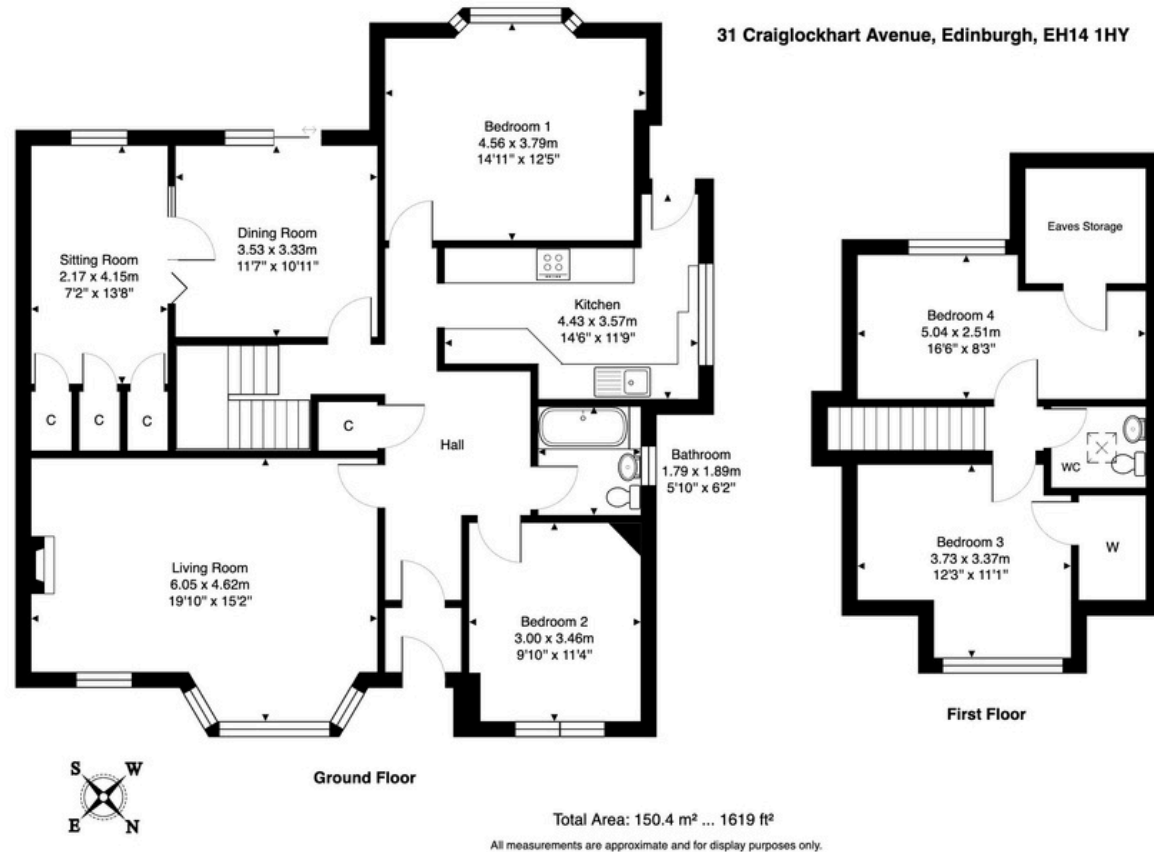 31 Craiglockhart Avenue, Edinburgh, EH14 1HY
Bedroom 1
4.56 x 3.79m
14'11" x 12'5"
Dining Room
3.53 x 3.33m
11'7" x 10'11"
Sitting Room
2.17 x 4.15m
7'2" x 13'8"
Kitchen
4.43 x 3.57m
14'6" x 11'9"
C
C
C
C
Hall
Bathroom
1.79 x 1.89m
5'10" x 6'2"
Living Room
6.05 x 4.62m
19'10" x 15'2"
Bedroom 2
3.00 x 3.46m
9'10" x 11'4"
Eaves Storage
Bedroom 4
5.04 x 2.51m
16'6" x 8'3"
WC
Bedroom 3
3.73 x 3.37m
12'3" x 11'1"
W
First Floor
Ground Floor
S W
E N
Total Area: 150.4 m² ... 1619 ft²
All measurements are approximate and for display purposes only.